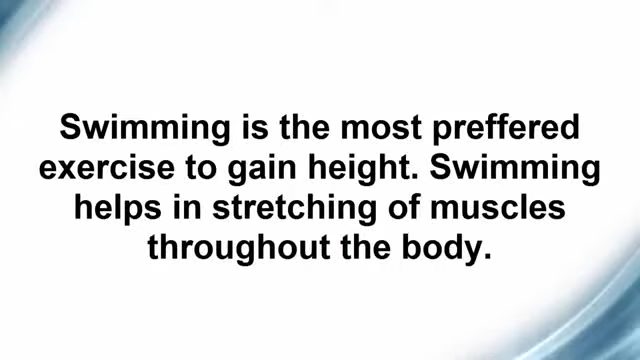 Swimming is the most preffered
exercise to gain height. Swimming
helps in stretching of muscles
throughout the body.